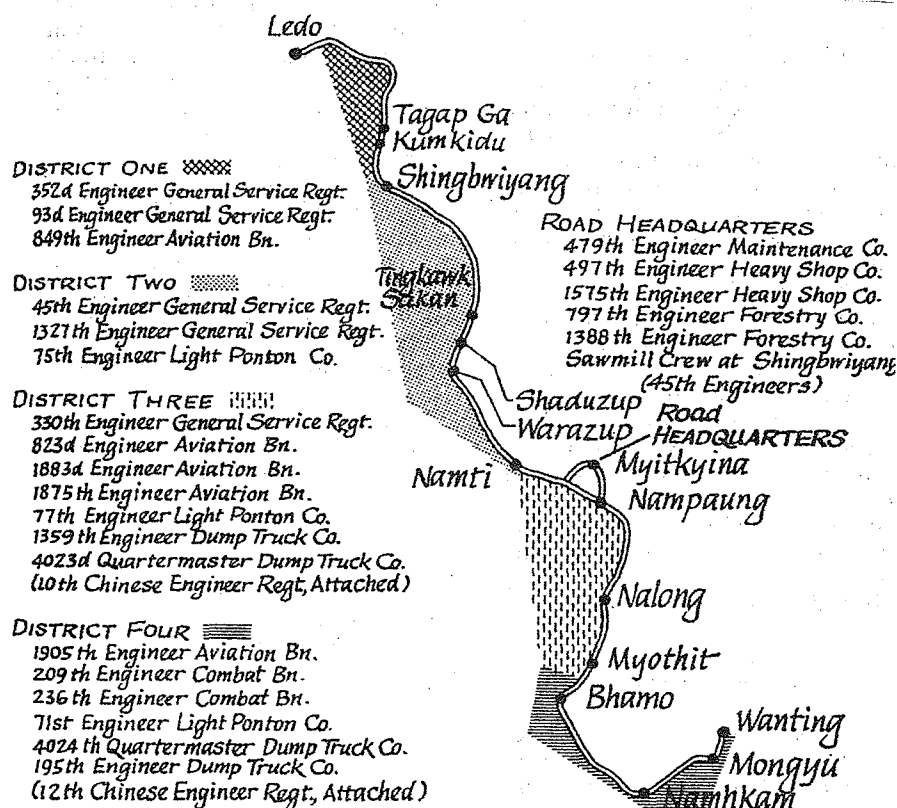 Ledo
Tagap Ga
Kumkidu
Shingbwiyang
DISTRICT ONE
352d Engineer General Service Regt.
93d Engineer General Service Regt.
849th Engineer Aviation Bn.
DISTRICT TWO
45th Engineer General Service Regt.
1327th Engineer General Service Regt.
75th Engineer Light Ponton Co.
DISTRICT THREE
330th Engineer General Service Regt.
823d Engineer Aviation Bn.
1883d Engineer Aviation Bn.
1875th Engineer Aviation Bn.
77th Engineer Light Ponton Co.
1359th Engineer Dump Truck Co.
4023d Quartermaster Dump Truck Co.
(10th Chinese Engineer Regt, Attached)
DISTRICT FOUR
1905th Engineer Aviation Bn.
209th Engineer Combat Bn.
236th Engineer Combat Bn.
71st Engineer Light Ponton Co.
4024th Quartermaster Dump Truck Co.
195th Engineer Dump Truck Co.
(12th Chinese Engineer Regt, Attached)
ROAD HEADQUARTERS
479th Engineer Maintenance Co.
497th Engineer Heavy Shop Co.
1575th Engineer Heavy Shop Co.
797th Engineer Forestry Co.
1388th Engineer Forestry Co.
Sawmill Crew at Shingbwiyang
(45th Engineers)
Tingkawk
Sakan
Shaduzup
Warazup
Road
HEADQUARTERS
Namti
Myitkyina
Nampaung
Nalong
Myothit
Bhamo
Wanting
Mongyu
Namhkam